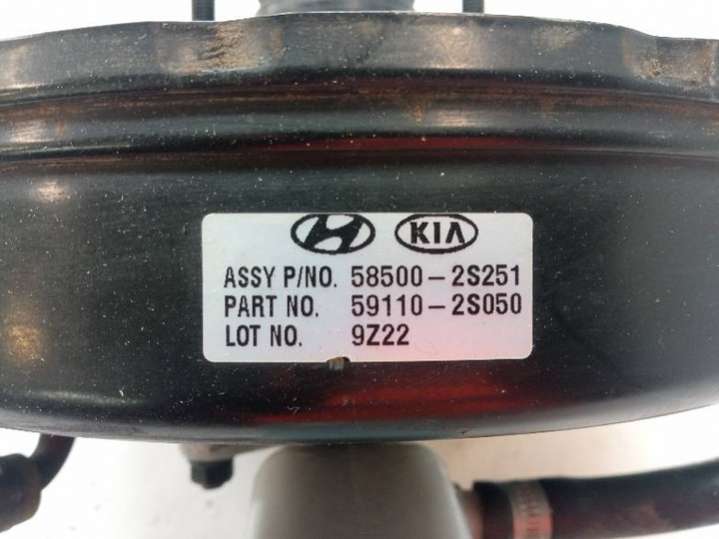 KIA
ASSY P/NO. 58500-2S251
PART NO. 59110-2S050
LOT NO. 9Z22